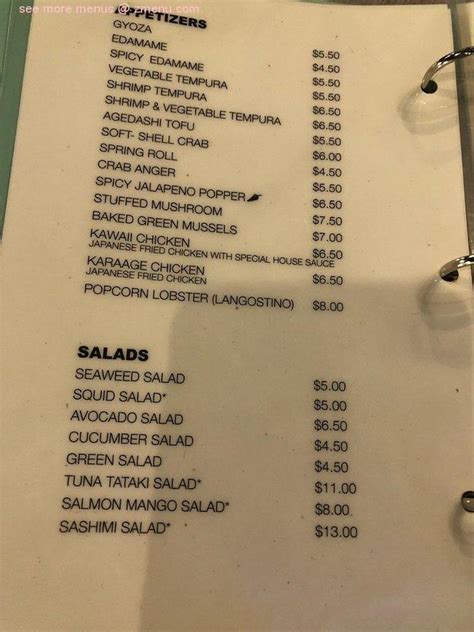 see more menus @ zmenu.com
APPETIZERS
GYOZA $5.50
EDAMAME $4.50
SPICY EDAMAME $5.50
VEGETABLE TEMPURA $5.50
SHRIMP TEMPURA $6.50
SHRIMP & VEGETABLE TEMPURA $6.50
AGEDASHI TOFU $5.50
SOFT- SHELL CRAB $6.00
SPRING ROLL $4.50
CRAB ANGER $5.50
SPICY JALAPENO POPPER $6.50
STUFFED MUSHROOM $7.50
BAKED GREEN MUSSELS $7.00
KAWAII CHICKEN $6.50
JAPANESE FRIED CHICKEN WITH SPECIAL HOUSE SAUCE
KARAAGE CHICKEN $6.50
JAPANESE FRIED CHICKEN
POPCORN LOBSTER (LANGOSTINO) $8.00
SALADS
SEAWEED SALAD $5.00
SQUID SALAD* $5.00
AVOCADO SALAD $6.50
CUCUMBER SALAD $4.50
GREEN SALAD $4.50
TUNA TATAKI SALAD* $11.00
SALMON MANGO SALAD* $8.00
SASHIMI SALAD* $13.00